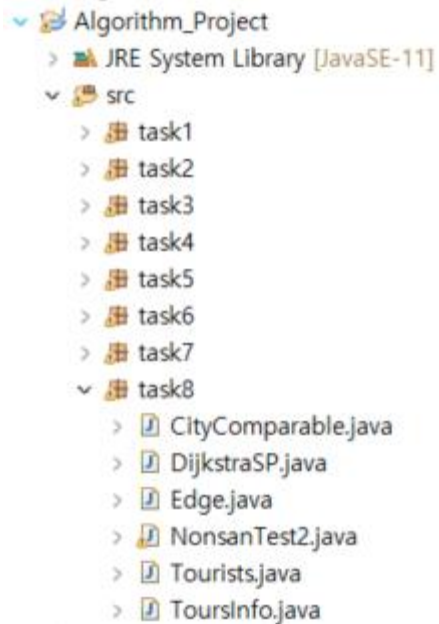 Algorithm_Project
JRE System Library [JavaSE-11]
src
task1
task2
task3
task4
task5
task6
task7
task8
CityComparable.java
DijkstraSP.java
Edge.java
NonsanTest2.java
Tourists.java
ToursInfo.java